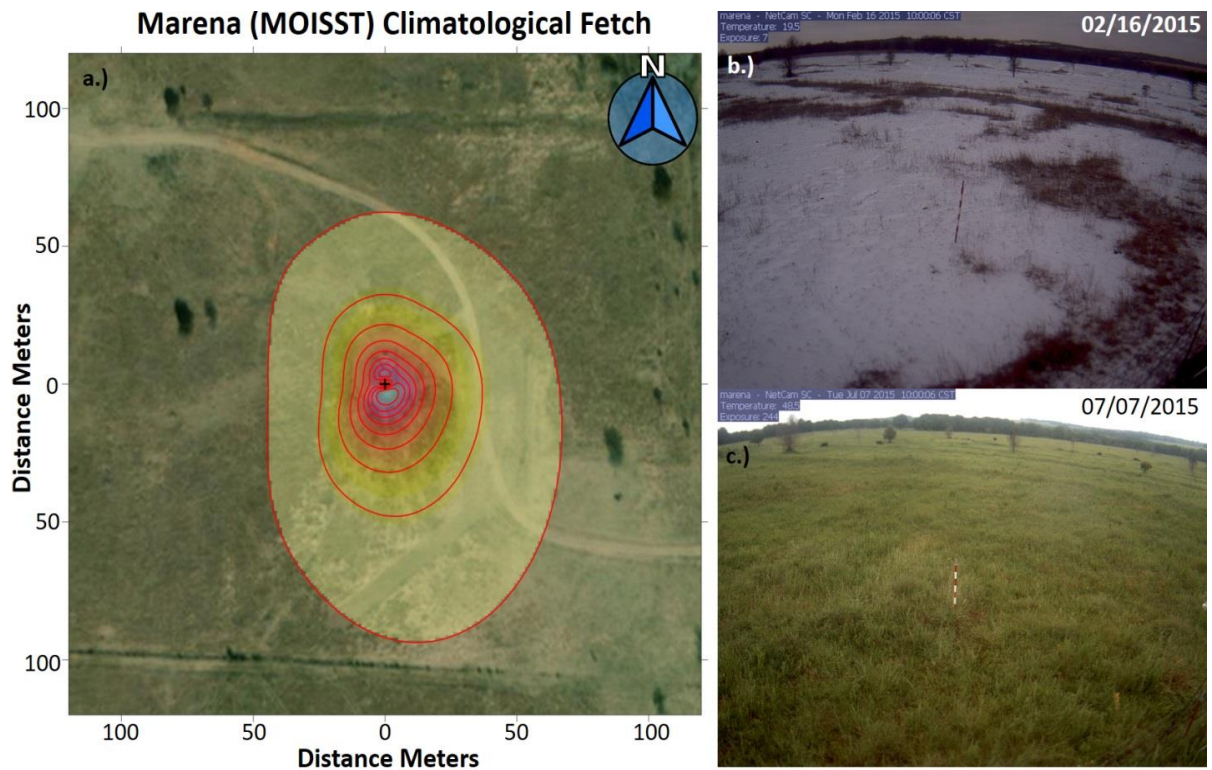 Marena (MOISST) Climatological Fetch
a.)
N
100
50
0
50
100
Distance Meters
100 50 0 50 100
Distance Meters
marena - NetCam SC - Mon Feb 16 2015 10:00:06 CST
Temperature: 19.5
Exposure: 7
02/16/2015
b.)
marena - NetCam SC - Tue Jul 07 2015 10:00:06 CST
Temperature: 48.5
Exposure: 244
07/07/2015
c.)